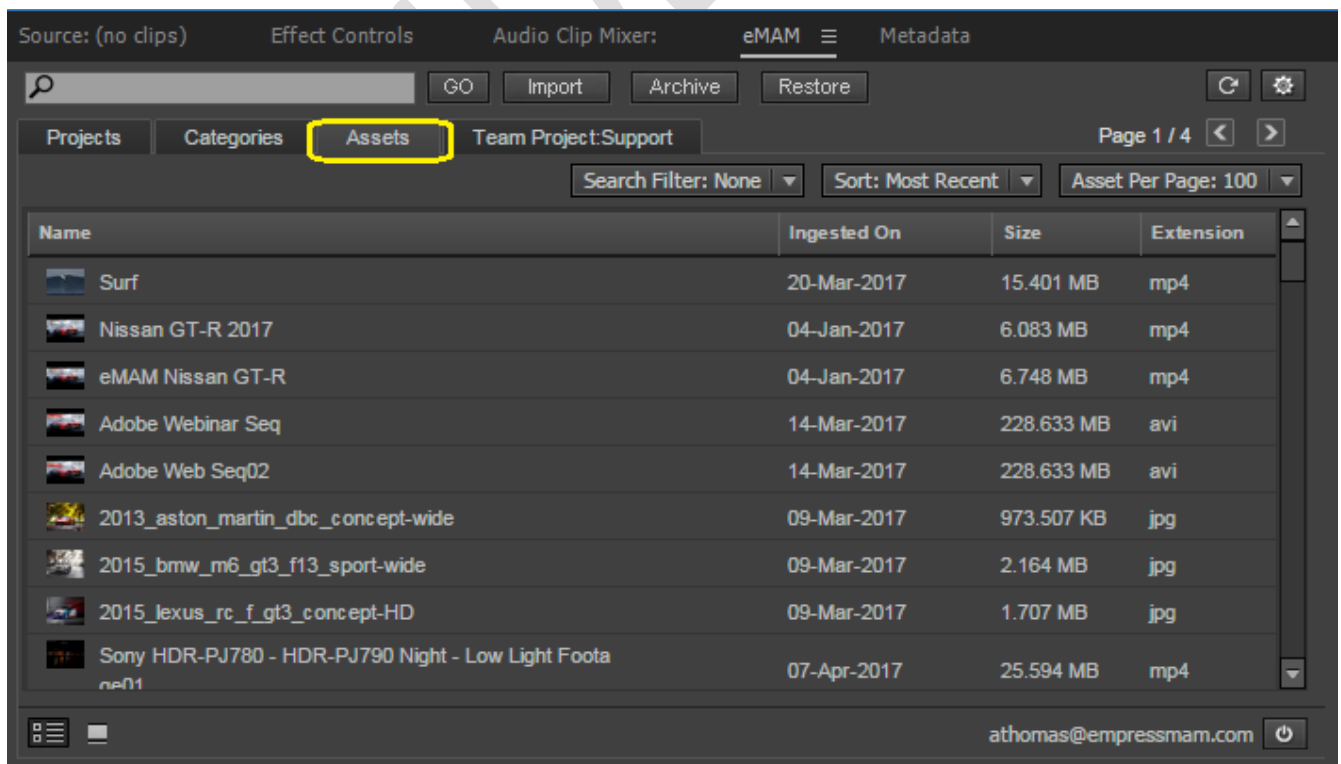 Source: (no clips) Effect Controls Audio Clip Mixer: eMAM Metadata
GO Import Archive Restore
Projects Categories Assets Team Project:Support Page 1 / 4
Search Filter: None Sort: Most Recent Asset Per Page: 100
Name Ingested On Size Extension
Surf 20-Mar-2017 15.401 MB mp4
Nissan GT-R 2017 04-Jan-2017 6.083 MB mp4
eMAM Nissan GT-R 04-Jan-2017 6.748 MB mp4
Adobe Webinar Seq 14-Mar-2017 228.633 MB avi
Adobe Web Seq02 14-Mar-2017 228.633 MB avi
2013_aston_martin_dbc_concept-wide 09-Mar-2017 973.507 KB jpg
2015_bmw_m6_gt3_f13_sport-wide 09-Mar-2017 2.164 MB jpg
2015_lexus_rc_f_gt3_concept-HD 09-Mar-2017 1.707 MB jpg
Sony HDR-PJ780 - HDR-PJ790 Night - Low Light Foota 07-Apr-2017 25.594 MB mp4
ge01
athomas@empressmam.com